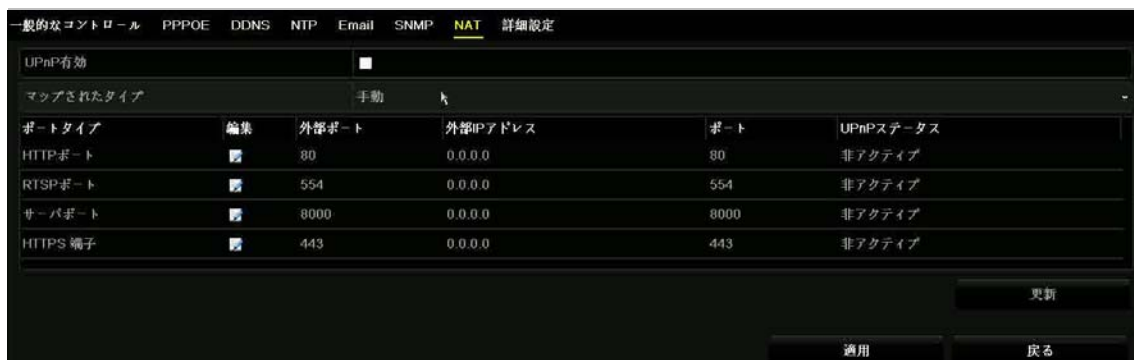 一般的なコントロール PPPOE DDNS NTP Email SNMP NAT 詳細設定
UPnP有効
マップされたタイプ 手動
ポートタイプ 編集 外部ポート 外部IPアドレス ポート UPnPステータス
HTTPポート 80 0.0.0.0 80 非アクティブ
RTSPポート 554 0.0.0.0 554 非アクティブ
サーバポート 8000 0.0.0.0 8000 非アクティブ
HTTPS 端子 443 0.0.0.0 443 非アクティブ
更新
適用 戻る